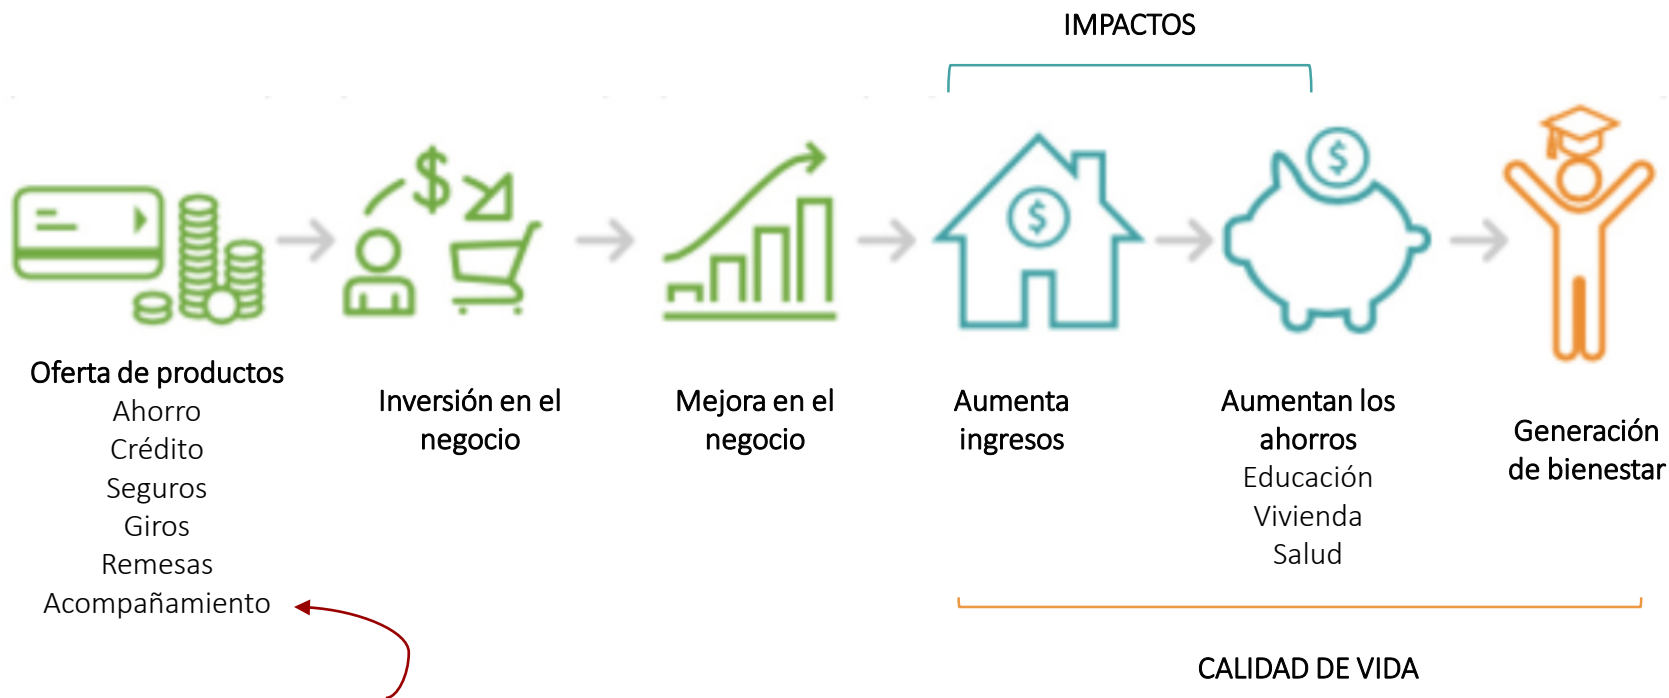 IMPACTOS
Oferta de productos
Ahorro
Crédito
Seguros
Giros
Remesas
Acompañamiento
Inversión en el
negocio
Mejora en el
negocio
Aumenta
ingresos
Aumentan los
ahorros
Educación
Vivienda
Salud
Generación
de bienestar
CALIDAD DE VIDA